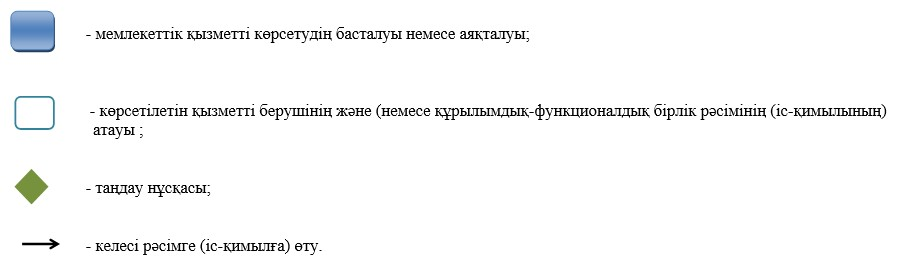 - мемлекеттік қызметті көрсетудің басталуы немесе аяқталуы;
- көрсетілетін қызметті берушінің және (немесе құрылымдық-функционалдық бірлік рәсімінің (іс-қимылының)
атауы ;
- таңдау нұсқасы;
- келесі рәсімге (іс-қимылға) өту.